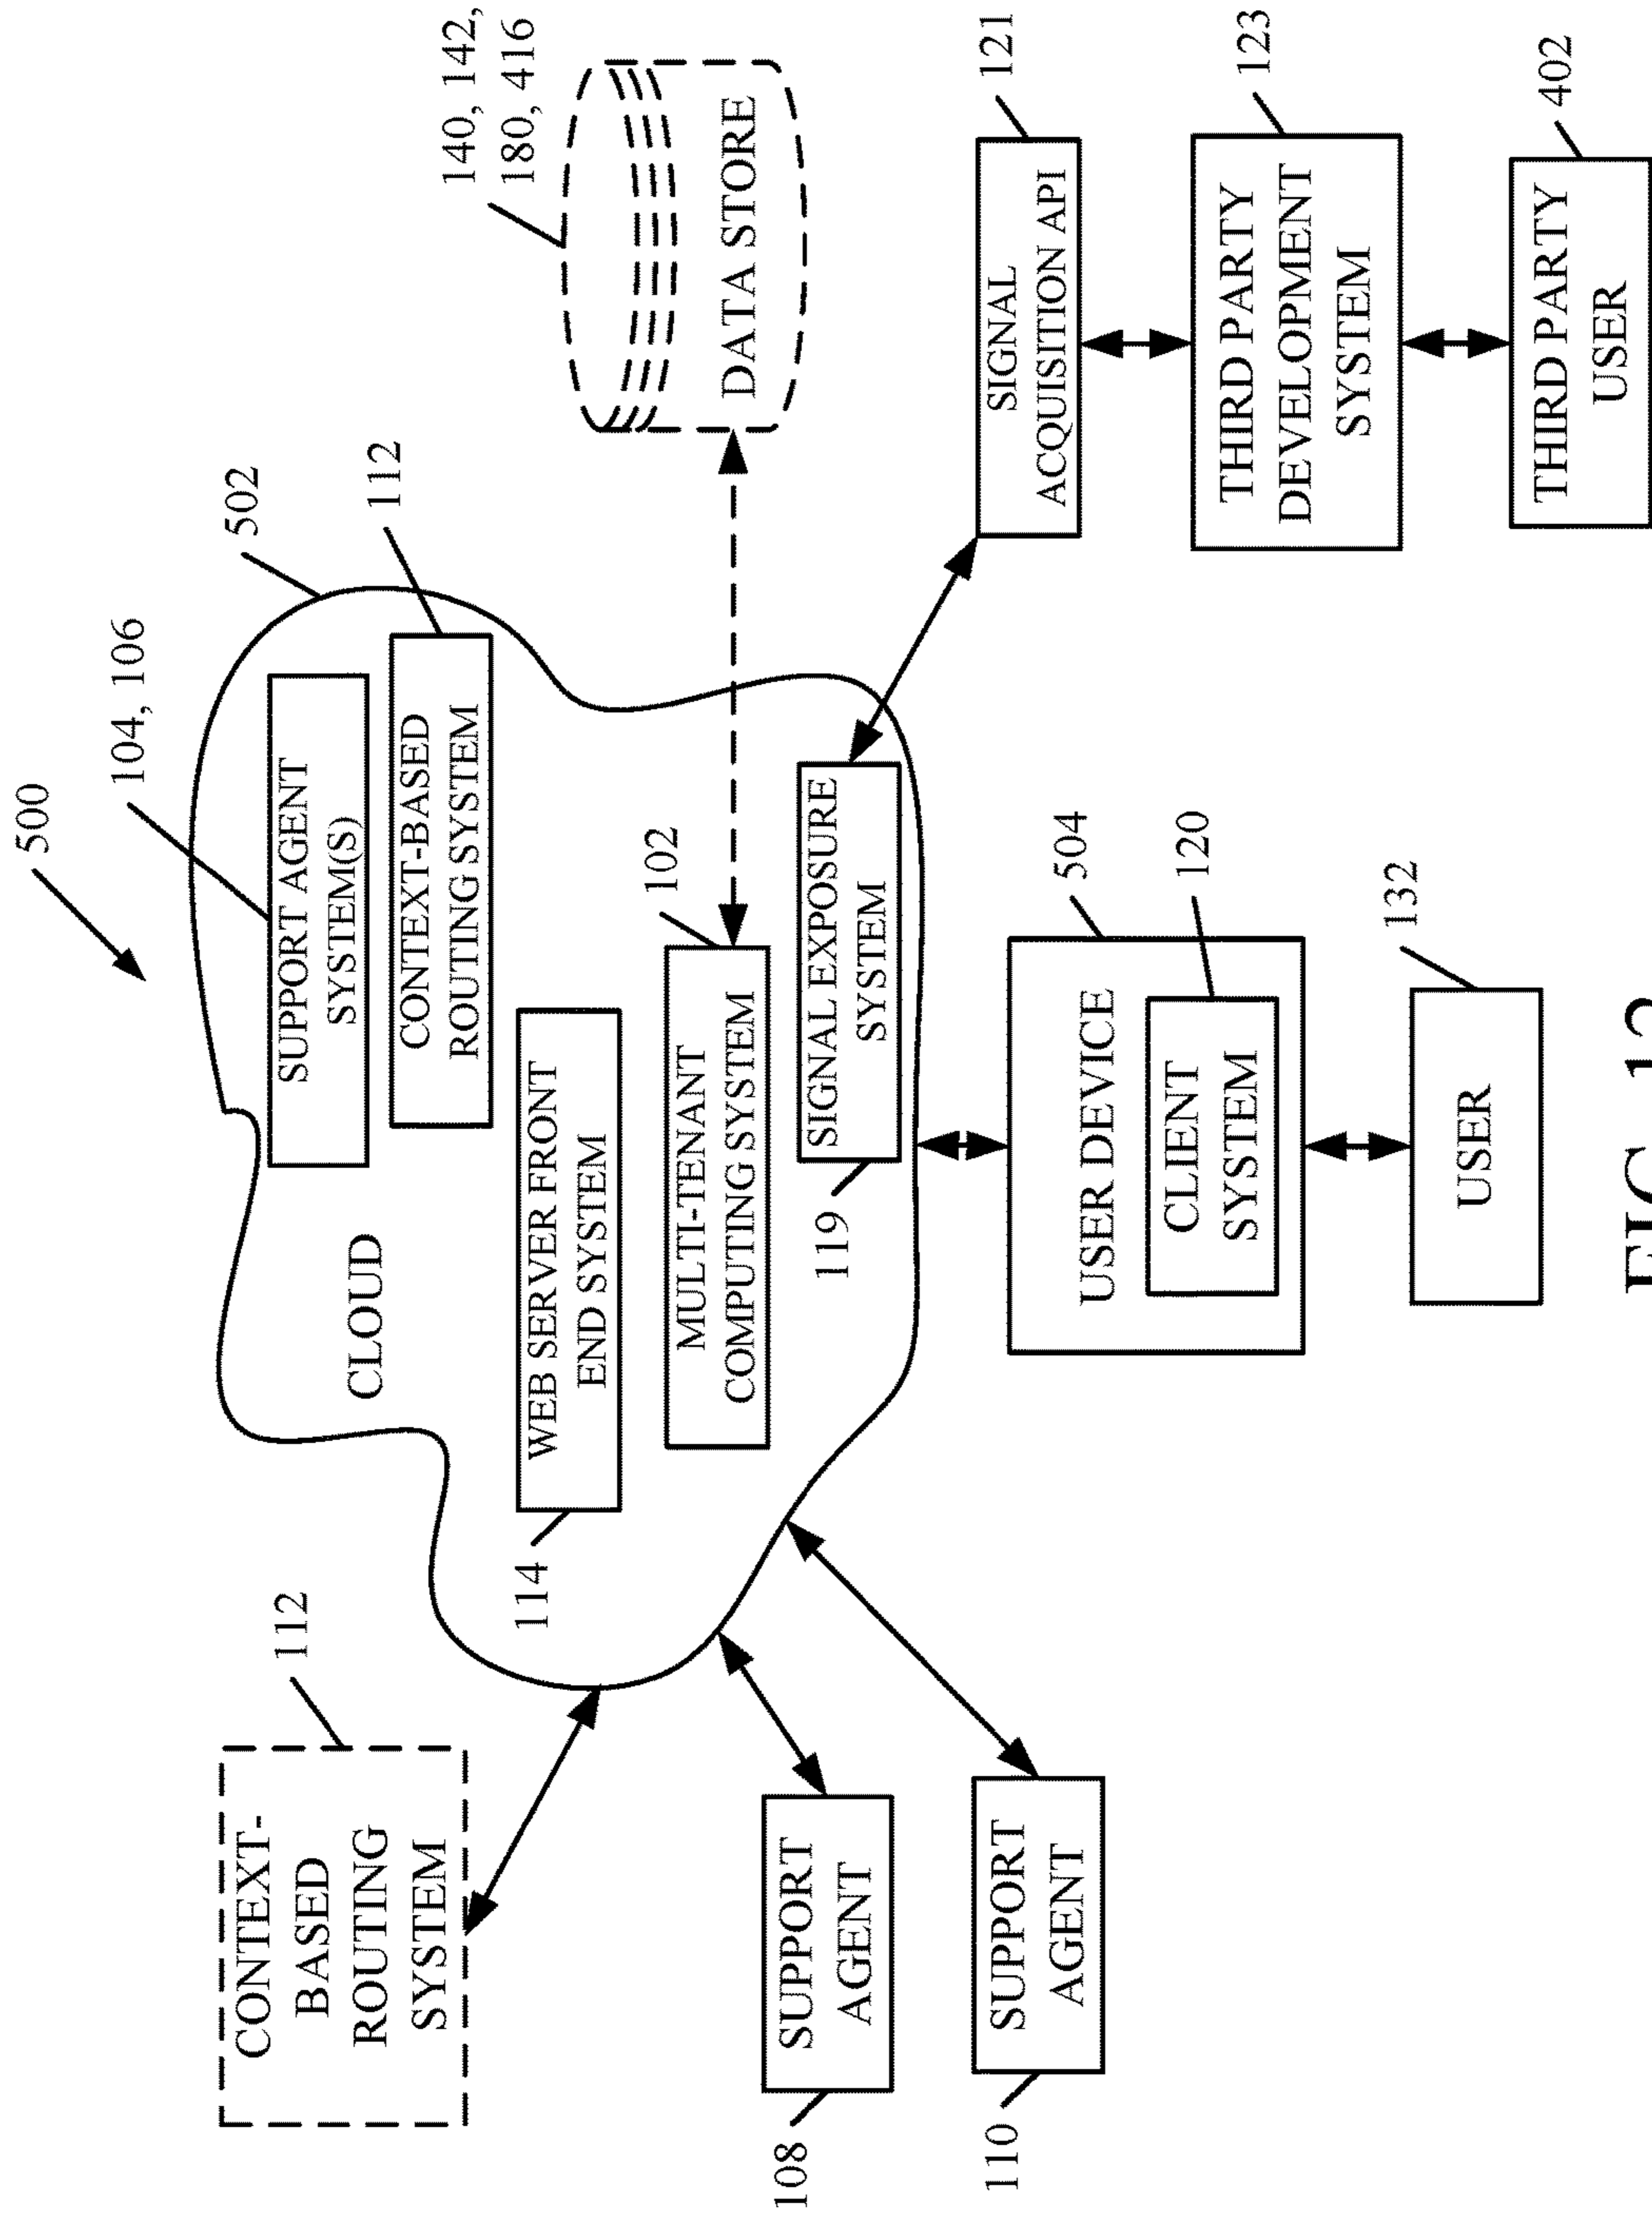 500
502
104, 106
SUPPORT AGENT
SYSTEM(S)
112
CONTEXT-BASED
ROUTING SYSTEM
CLOUD
112
CONTEXT-
BASED
ROUTING
SYSTEM
114
WEB SERVER FRONT
END SYSTEM
140, 142,
180, 416
DATA STORE
102
MULTI-TENANT
COMPUTING SYSTEM
119
SIGNAL EXPOSURE
SYSTEM
108
SUPPORT
AGENT
110
SUPPORT
AGENT
504
USER DEVICE
120
CLIENT
SYSTEM
132
USER
121
SIGNAL
ACQUISITION API
123
THIRD PARTY
DEVELOPMENT
SYSTEM
402
THIRD PARTY
USER